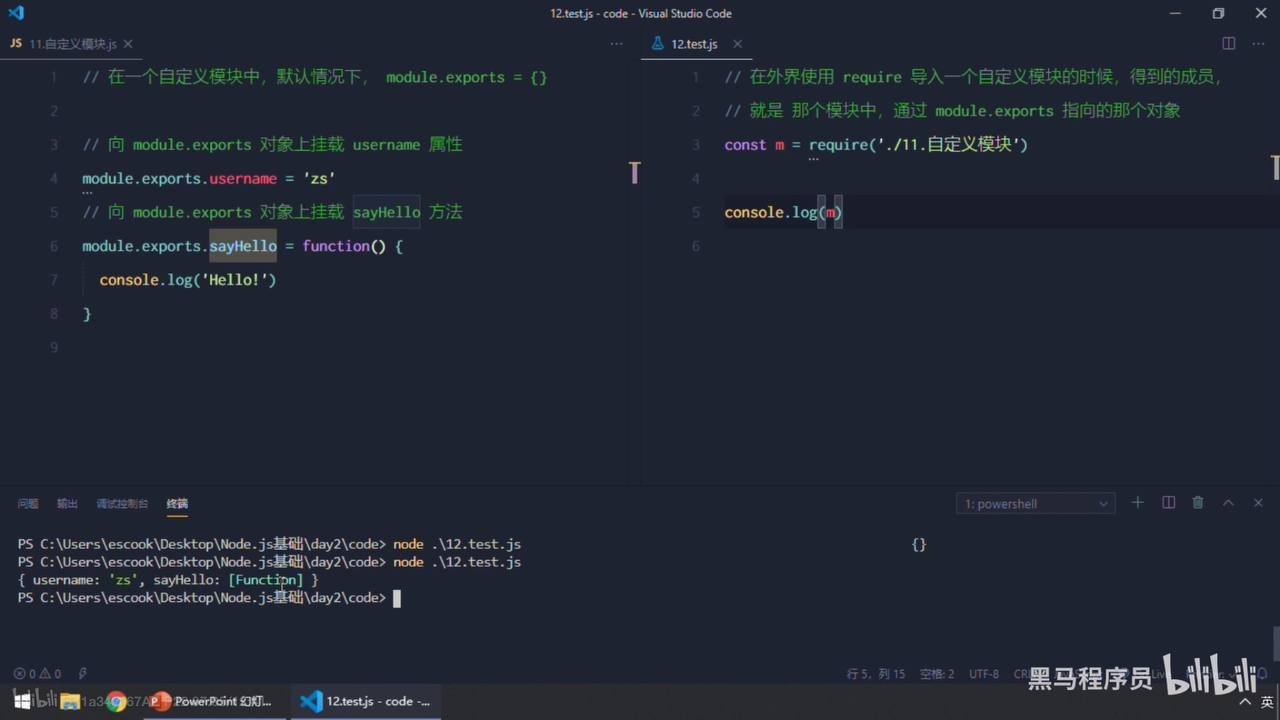 12.test.js - code - Visual Studio Code
JS 11.自定义模块.js
12.test.js
1 // 在一个自定义模块中，默认情况下， module.exports = {}
2
3 // 向 module.exports 对象上挂载 username 属性
4 module.exports.username = 'zs'
5 // 向 module.exports 对象上挂载 sayHello 方法
6 module.exports.sayHello = function() {
7 console.log('Hello!')
8 }
9
1 // 在外界使用 require 导入一个自定义模块的时候，得到的成员，
2 // 就是 那个模块中，通过 module.exports 指向的那个对象
3 const m = require('./11.自定义模块')
4
5 console.log(m)
6
问题 输出 调试控制台 终端
1: powershell
PS C:\Users\escook\Desktop\Node.js基础\day2\code> node .\12.test.js
{}
PS C:\Users\escook\Desktop\Node.js基础\day2\code> node .\12.test.js
{ username: 'zs', sayHello: [Function] }
PS C:\Users\escook\Desktop\Node.js基础\day2\code>
0 0
行 5，列 15 空格: 2 UTF-8
黑马程序员 bilibili
bilibili
PowerPoint 幻灯...
12.test.js - code -...
英